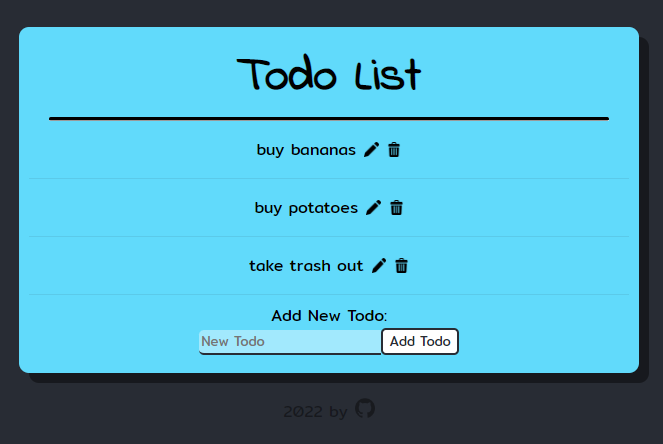 Todo List
buy bananas
buy potatoes
take trash out
Add New Todo:
New Todo Add Todo
2022 by